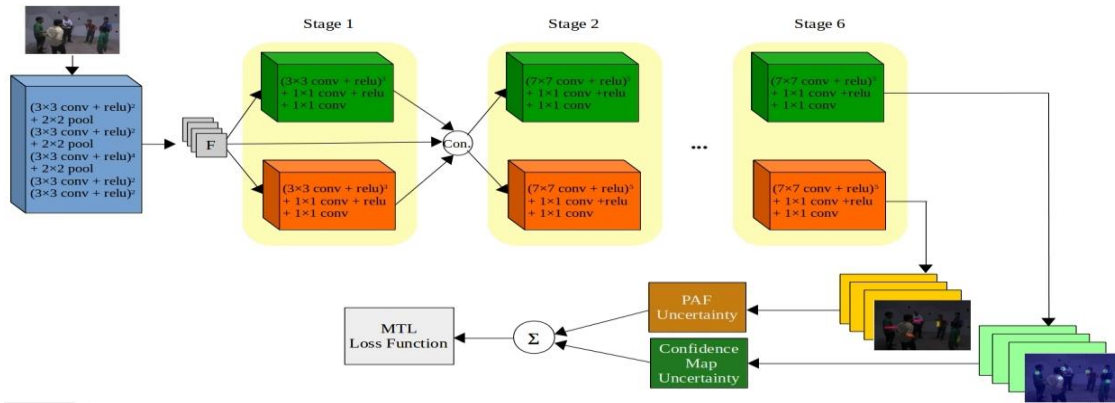 Stage 1
Stage 2
Stage 6
(3×3 conv + relu)²
+ 2×2 pool
(3×3 conv + relu)²
+ 2×2 pool
(3×3 conv + relu)⁴
+ 2×2 pool
(3×3 conv + relu)²
(3×3 conv + relu)²
F
(3×3 conv + relu)³
+ 1×1 conv + relu
+ 1×1 conv
(3×3 conv + relu)³
+ 1×1 conv + relu
+ 1×1 conv
Con.
(7×7 conv + relu)⁵
+ 1×1 conv +relu
+ 1×1 conv
(7×7 conv + relu)⁵
+ 1×1 conv +relu
+ 1×1 conv
...
(7×7 conv + relu)⁵
+ 1×1 conv +relu
+ 1×1 conv
(7×7 conv + relu)⁵
+ 1×1 conv +relu
+ 1×1 conv
PAF
Uncertainty
Confidence
Map
Uncertainty
Σ
MTL
Loss Function